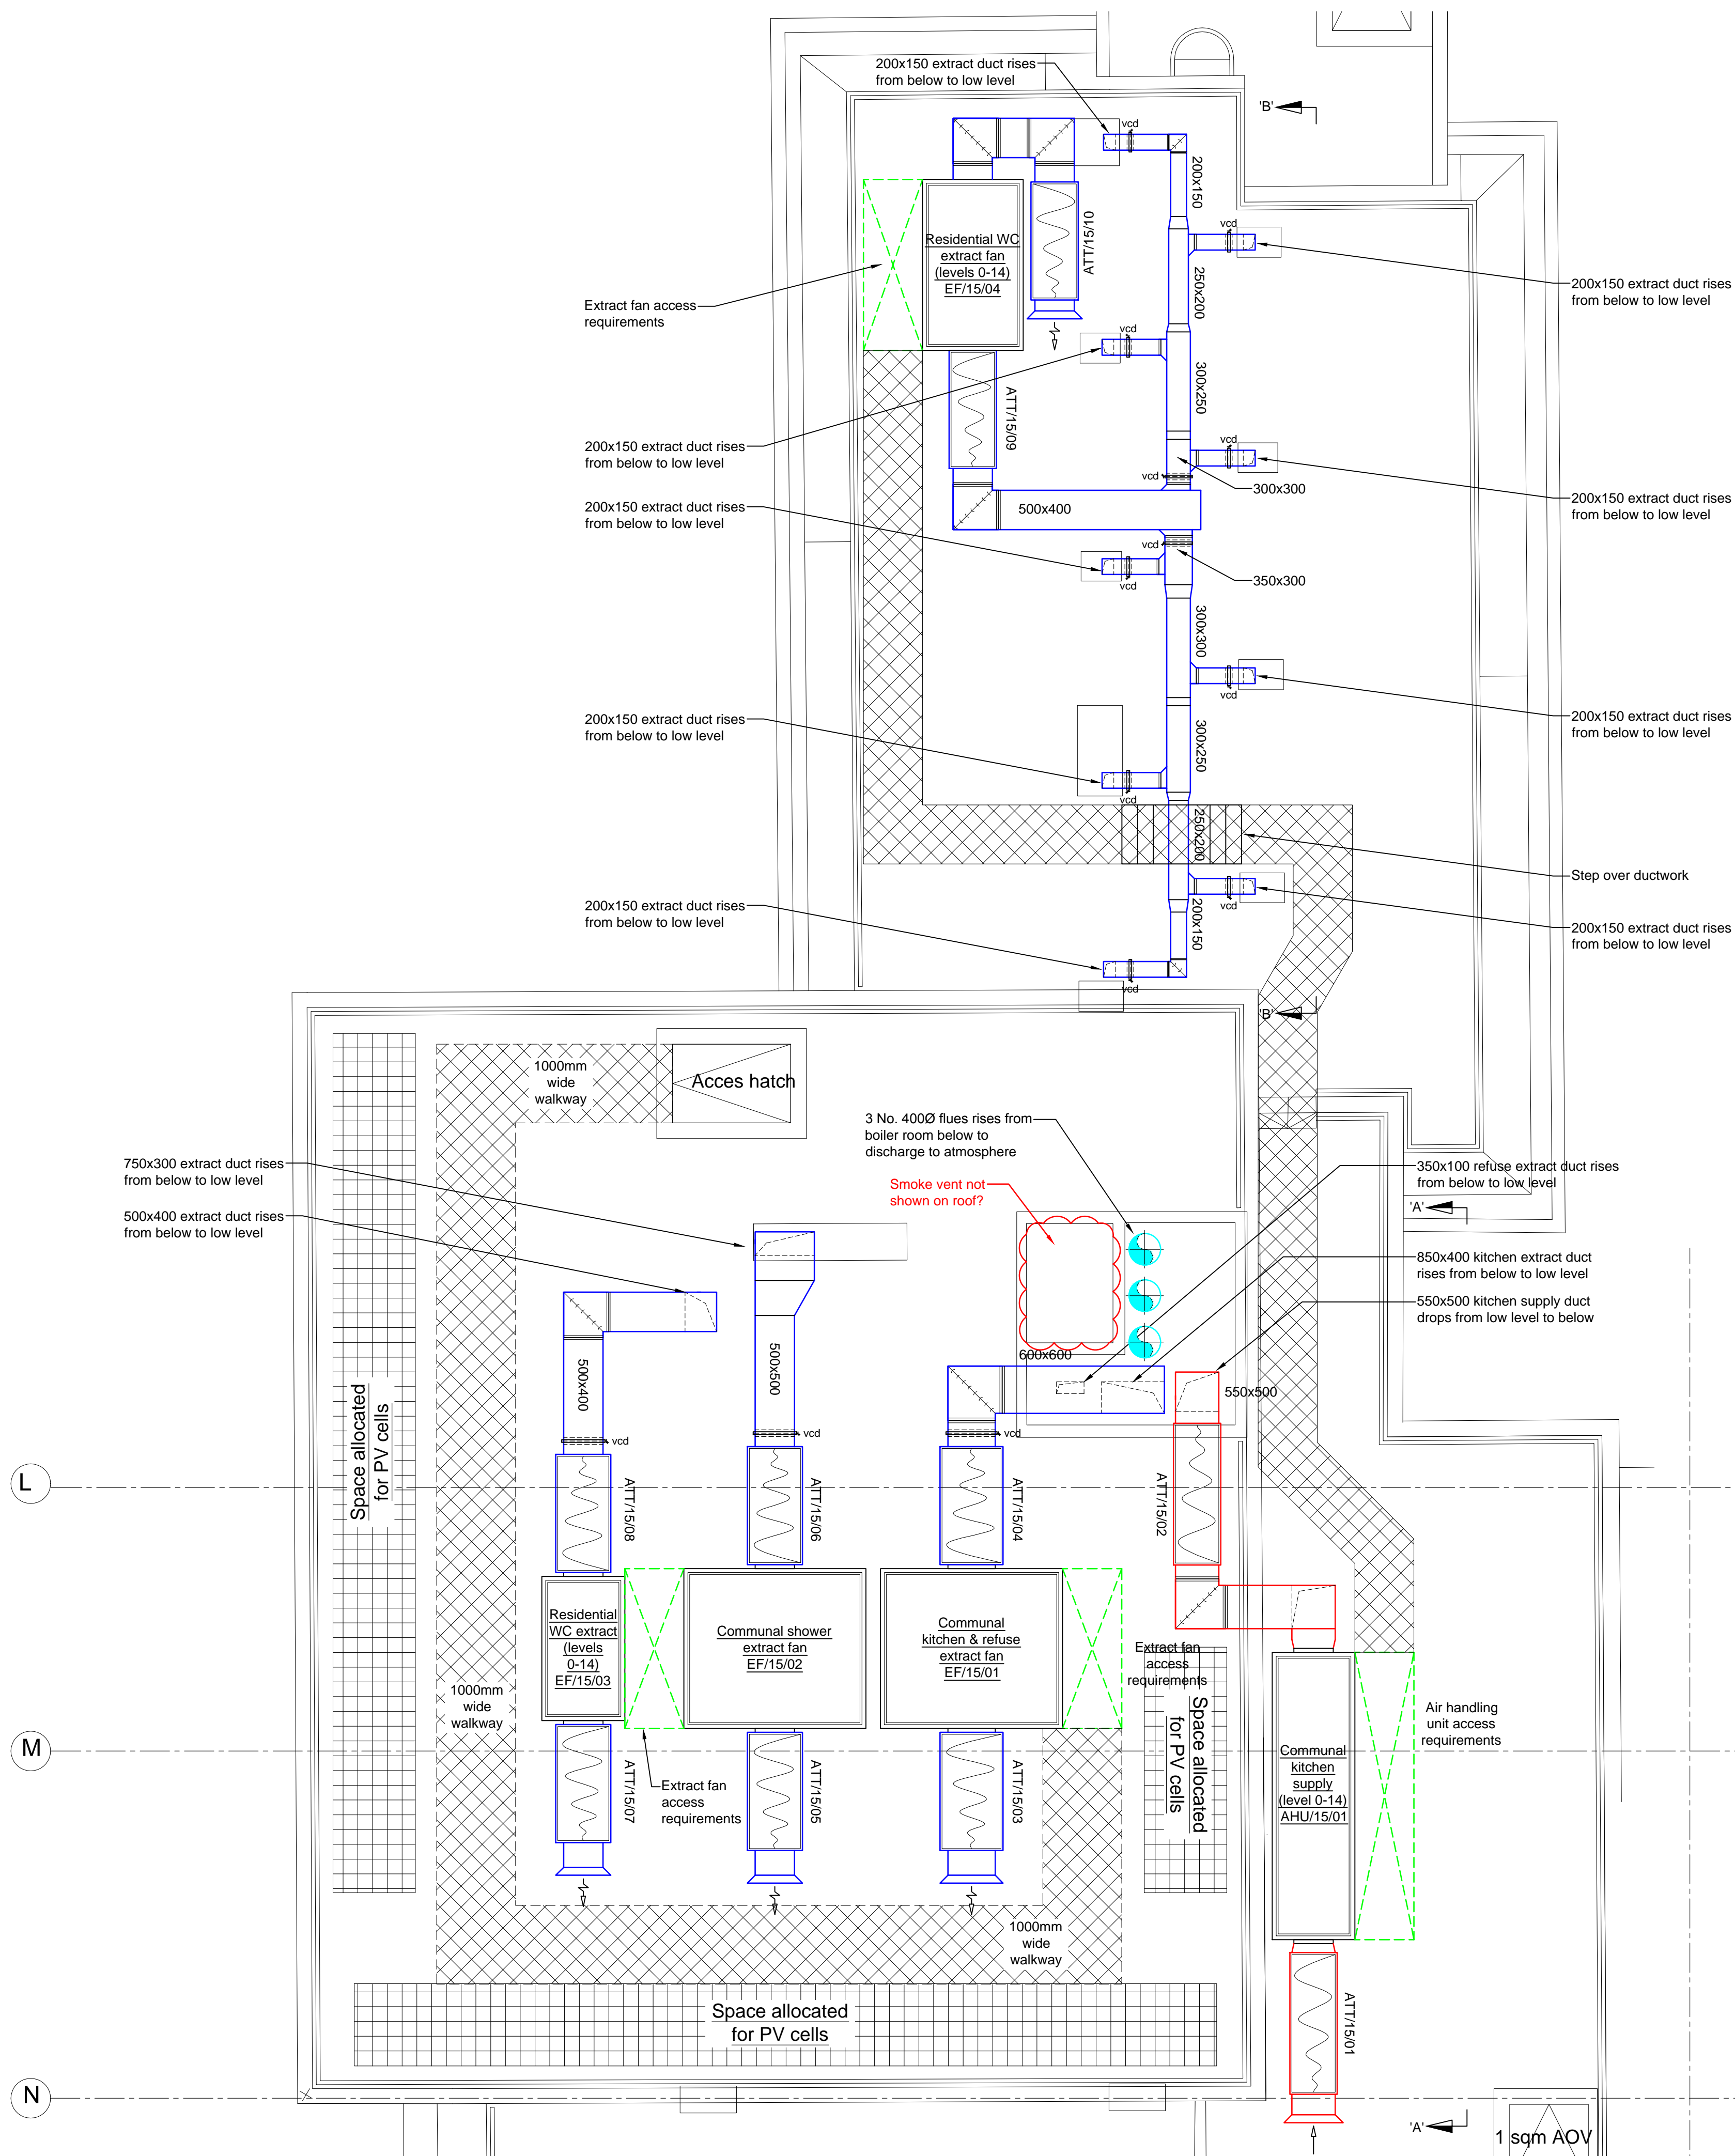 200x150 extract duct rises
from below to low level
'B'
vcd
200x150
ATT/15/10
vcd
Residential WC
extract fan
(levels 0-14)
EF/15/04
250x200
200x150 extract duct rises
from below to low level
Extract fan access
requirements
vcd
300x250
ATT/15/09
200x150 extract duct rises
from below to low level
vcd
vcd
300x300
200x150 extract duct rises
from below to low level
200x150 extract duct rises
from below to low level
500x400
vcd
350x300
vcd
300x300
vcd
200x150 extract duct rises
from below to low level
200x150 extract duct rises
from below to low level
300x250
vcd
250x200
Step over ductwork
200x150 extract duct rises
from below to low level
vcd
200x150
200x150 extract duct rises
from below to low level
vcd
'B'
1000mm
wide
walkway
Acces hatch
3 No. 400Ø flues rises from
boiler room below to
discharge to atmosphere
750x300 extract duct rises
from below to low level
Smoke vent not
shown on roof?
350x100 refuse extract duct rises
from below to low level
500x400 extract duct rises
from below to low level
'A'
850x400 kitchen extract duct
rises from below to low level
550x500 kitchen supply duct
drops from low level to below
600x600
500x400
500x500
550x500
Space allocated
for PV cells
vcd
vcd
vcd
L
ATT/15/08
ATT/15/06
ATT/15/04
ATT/15/02
Residential
WC extract
(levels
0-14)
EF/15/03
Communal shower
extract fan
EF/15/02
Communal
kitchen & refuse
extract fan
EF/15/01
Extract fan
access
requirements
1000mm
wide
walkway
Space allocated
for PV cells
Air handling
unit access
requirements
M
Communal
kitchen
supply
(level 0-14)
AHU/15/01
ATT/15/07
Extract fan
access
requirements
ATT/15/05
ATT/15/03
1000mm
wide
walkway
Space allocated
for PV cells
ATT/15/01
N
'A'
1 sqm AOV